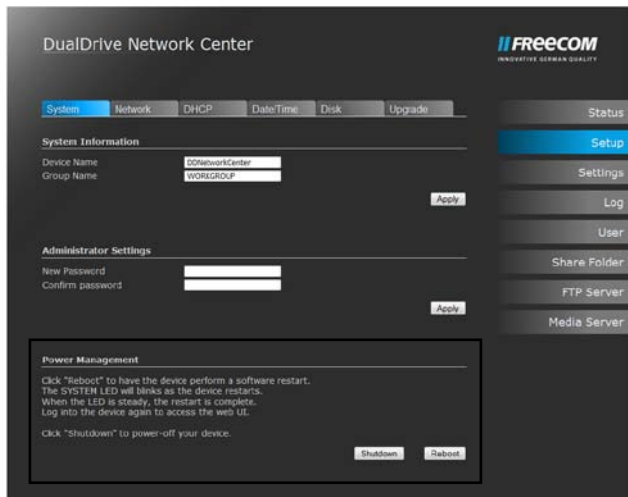 DualDrive Network Center
FREECOM
INNOVATIVE GERMAN QUALITY
System Network DHCP Date/Time Disk Upgrade
Status
Setup
Settings
Log
User
Share Folder
FTP Server
Media Server
System Information
Device Name DDNetworkCenter
Group Name WORKGROUP
Apply
Administrator Settings
New Password
Confirm password
Apply
Power Management
Click "Reboot" to have the device perform a software restart.
The SYSTEM LED will blinks as the device restarts.
When the LED is steady, the restart is complete.
Log into the device again to access the web UI.
Click "Shutdown" to power-off your device.
Shutdown Reboot